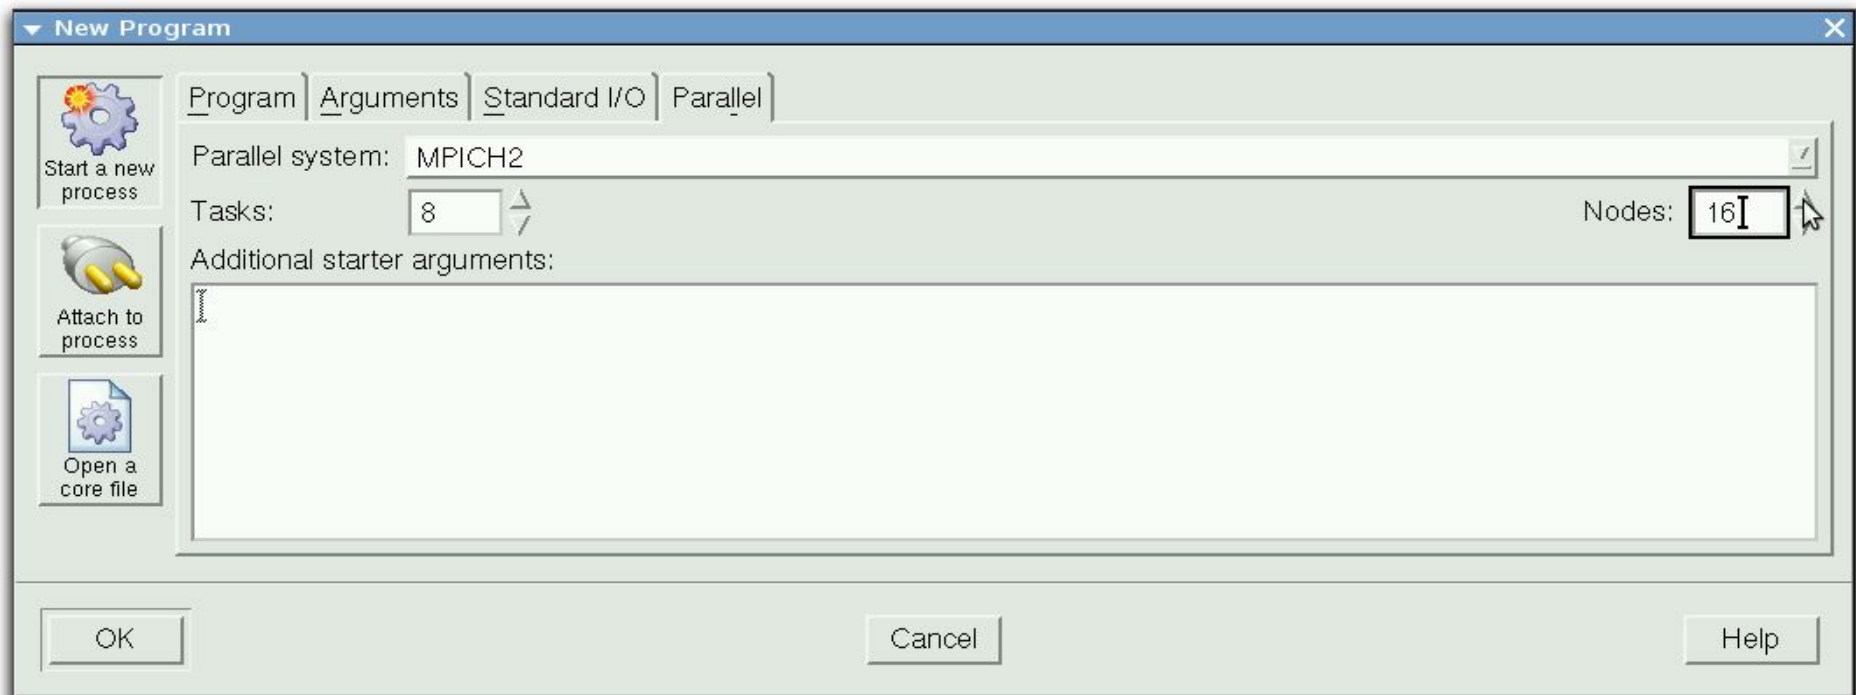 New Program
Start a new
process
Attach to
process
Open a
core file
Program Arguments Standard I/O Parallel
Parallel system: MPICH2
Tasks: 8 Nodes: 16
Additional starter arguments:
OK Cancel Help